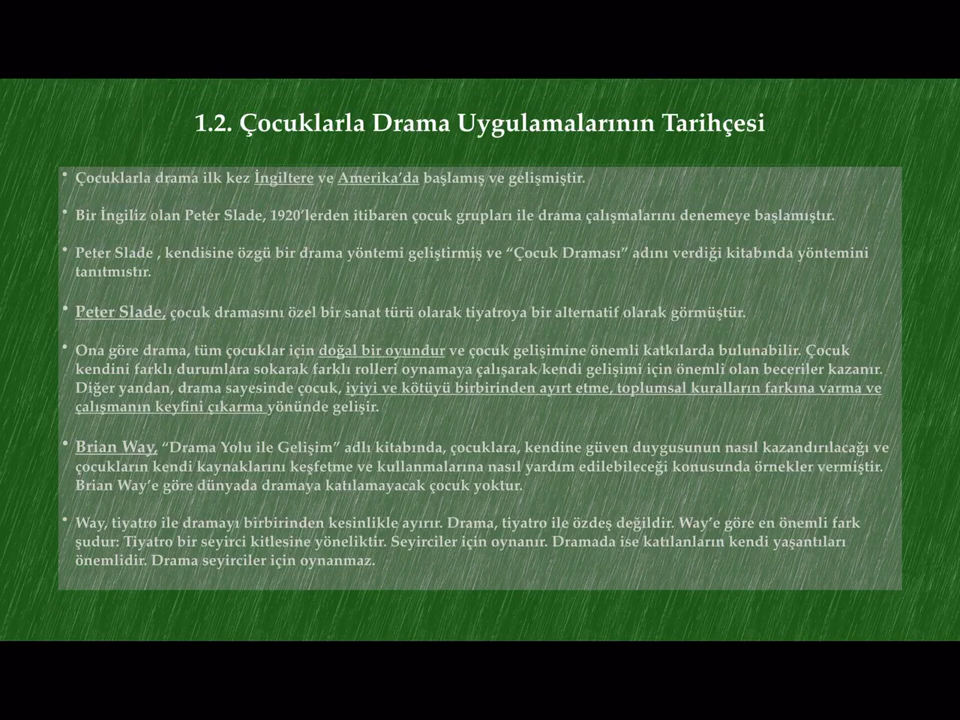 1.2. Çocuklarla Drama Uygulamalarının Tarihçesi
• Çocuklarla drama ilk kez İngiltere ve Amerika'da başlamış ve gelişmiştir.
• Bir İngiliz olan Peter Slade, 1920'lerden itibaren çocuk grupları ile drama çalışmalarını denemeye başlamıştır.
• Peter Slade , kendisine özgü bir drama yöntemi geliştirmiş ve “Çocuk Draması” adını verdiği kitabında yöntemini
tanıtmıstır.
• Peter Slade, çocuk dramasını özel bir sanat türü olarak tiyatroya bir alternatif olarak görmüştür.
• Ona göre drama, tüm çocuklar için doğal bir oyundur ve çocuk gelişimine önemli katkılarda bulunabilir. Çocuk
kendini farklı durumlara sokarak farklı rolleri oynamaya çalışarak kendi gelişimi için önemli olan beceriler kazanır.
Diğer yandan, drama sayesinde çocuk, iyiyi ve kötüyü birbirinden ayırt etme, toplumsal kuralların farkına varma ve
çalışmanın keyfini çıkarma yönünde gelişir.
• Brian Way, “Drama Yolu ile Gelişim” adlı kitabında, çocuklara, kendine güven duygusunun nasıl kazandırılacağı ve
çocukların kendi kaynaklarını keşfetme ve kullanmalarına nasıl yardım edilebileceği konusunda örnekler vermiştir.
Brian Way'e göre dünyada dramaya katılamayacak çocuk yoktur.
• Way, tiyatro ile dramayı birbirinden kesinlikle ayırır. Drama, tiyatro ile özdeş değildir. Way'e göre en önemli fark
şudur: Tiyatro bir seyirci kitlesine yöneliktir. Seyirciler için oynanır. Dramada ise katılanların kendi yaşantıları
önemlidir. Drama seyirciler için oynanmaz.